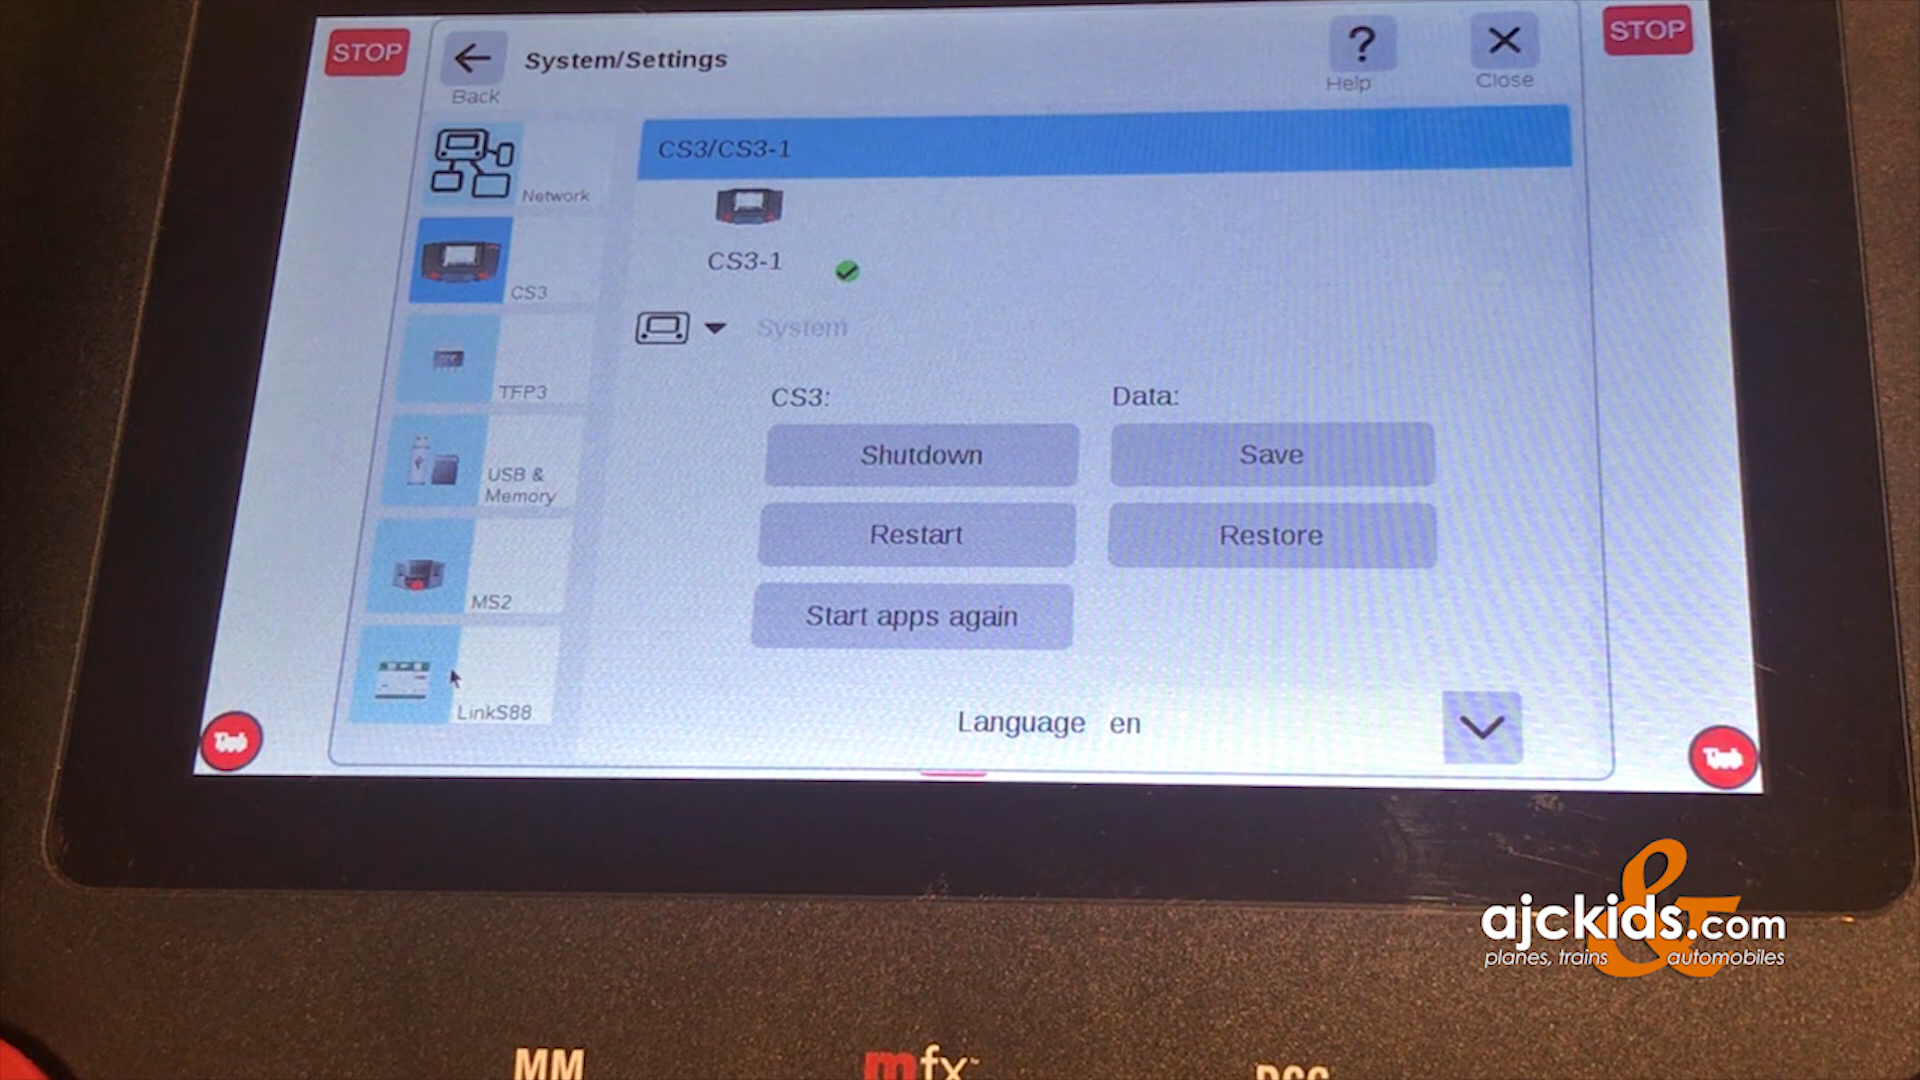 STOP
STOP
System/Settings
Back
Help
Close
CS3/CS3-1
Network
CS3-1
CS3
System
TFP3
CS3:
Data:
Shutdown
Save
USB &
Memory
Restart
Restore
MS2
Start apps again
LinkS88
Language en
ajckids.com
planes, trains & automobiles
MM
mfx
DCC